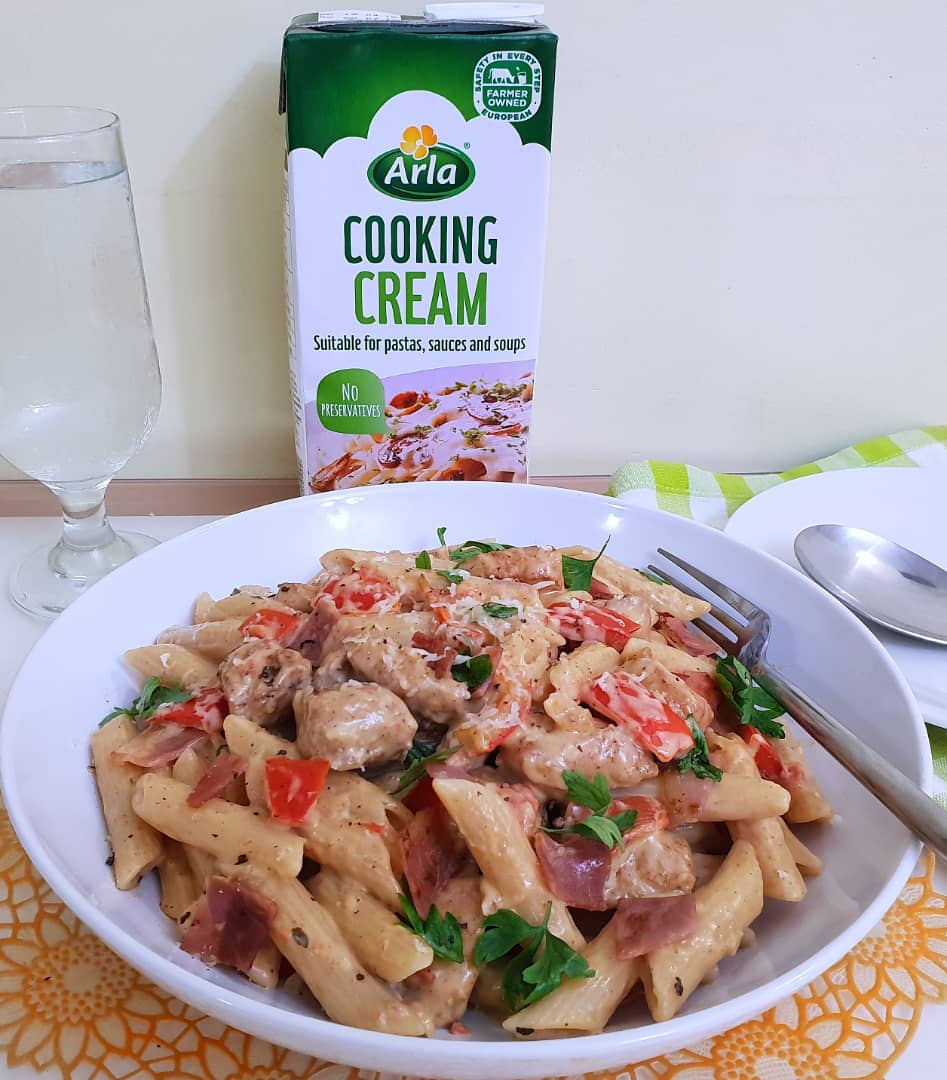 SAFETY IN EVERY STEP
FARMER
OWNED
EUROPEAN
Arla®
COOKING
CREAM
Suitable for pastas, sauces and soups
NO
PRESERVATIVES